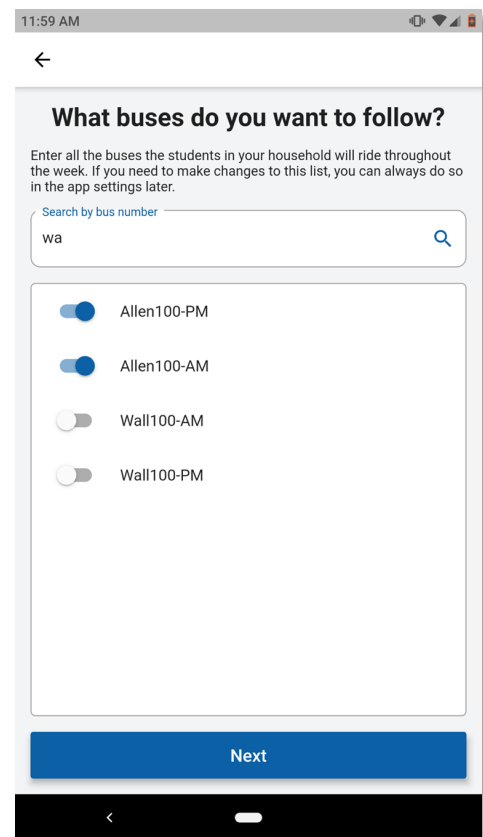 11:59 AM
What buses do you want to follow?
Enter all the buses the students in your household will ride throughout
the week. If you need to make changes to this list, you can always do so
in the app settings later.
Search by bus number
wa
Allen100-PM
Allen100-AM
Wall100-AM
Wall100-PM
Next